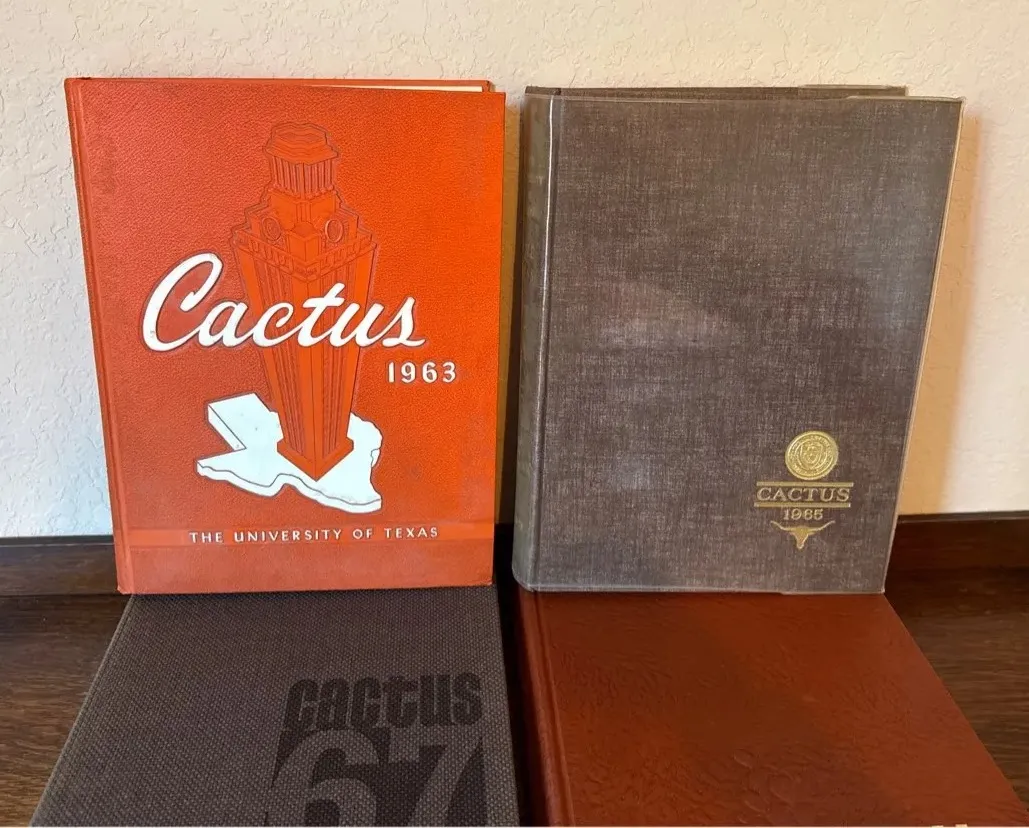 Cactus
1963
THE UNIVERSITY OF TEXAS
CACTUS
1965
cactus
67